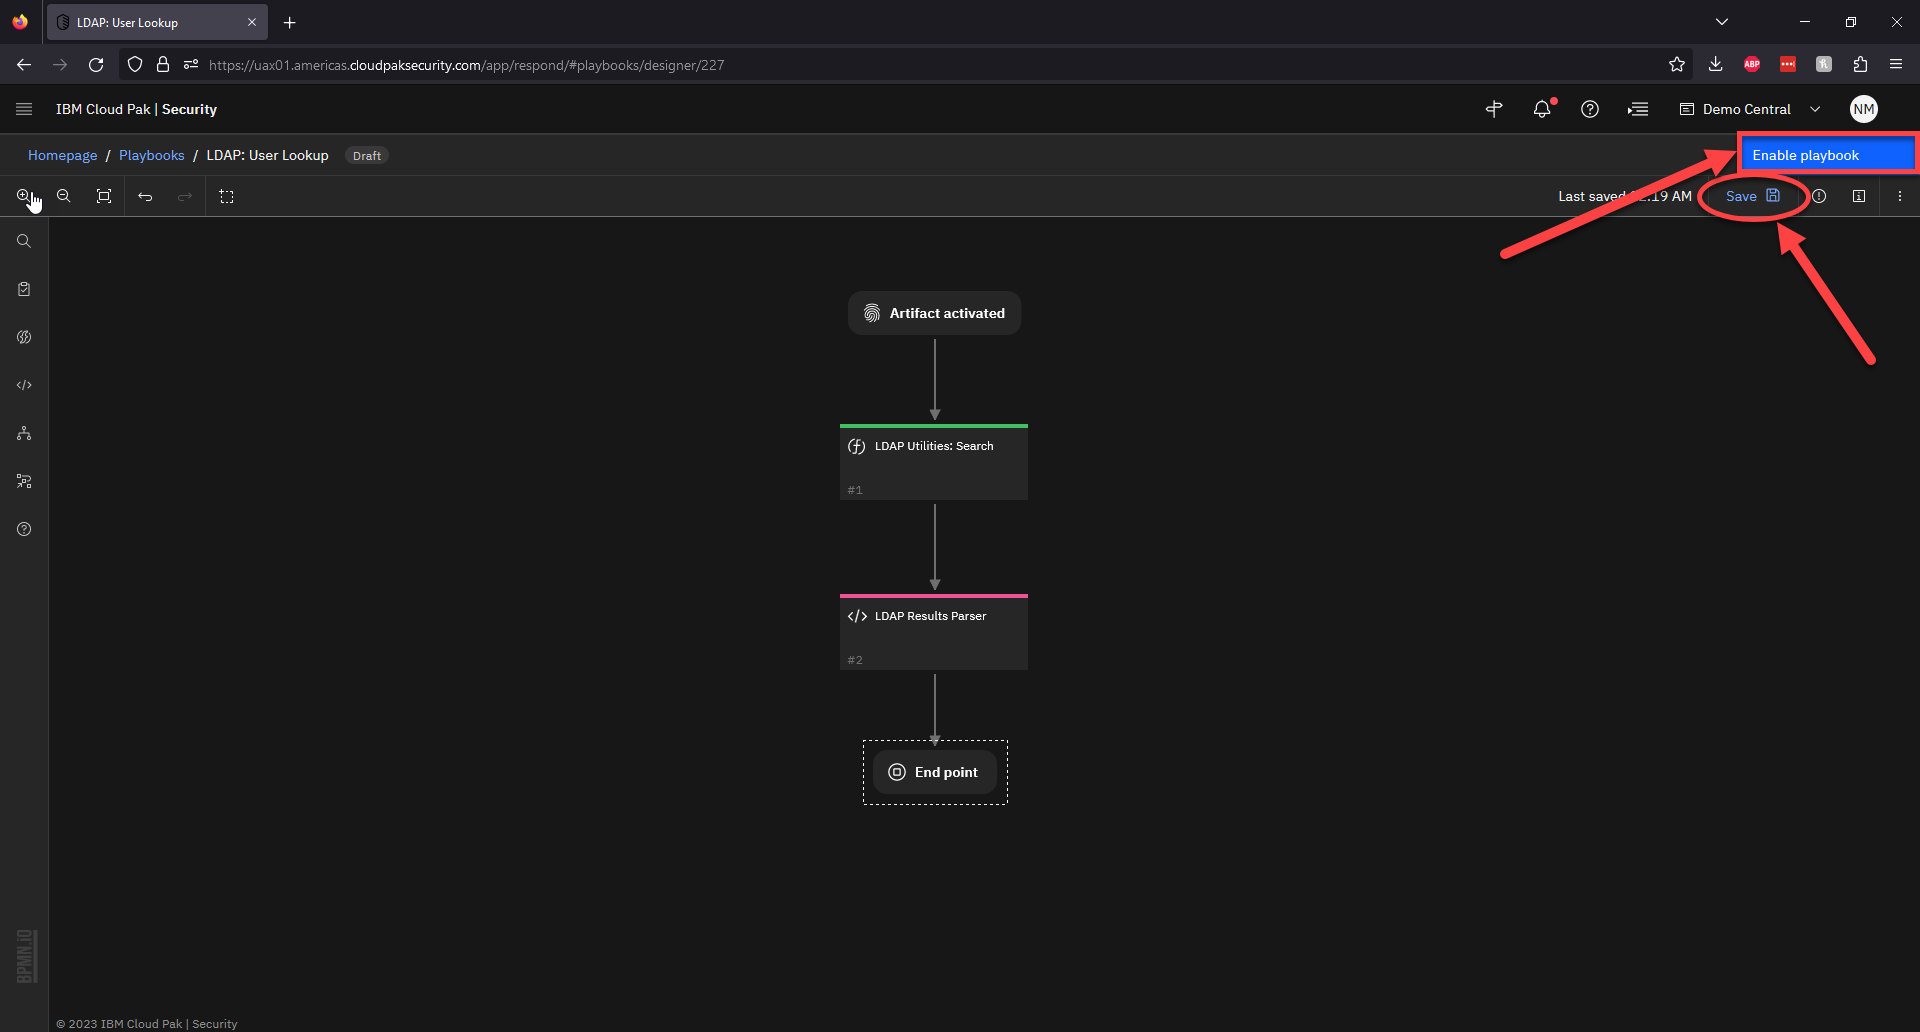 LDAP: User Lookup
https://uax01.americas.cloudpaksecurity.com/app/respond/#playbooks/designer/227
ABP
IBM Cloud Pak | Security
Demo Central
NM
Homepage / Playbooks / LDAP: User Lookup Draft
Enable playbook
Last saved :19 AM
Save
Artifact activated
LDAP Utilities: Search
#1
</> LDAP Results Parser
#2
End point
BPMN.iO
© 2023 IBM Cloud Pak | Security